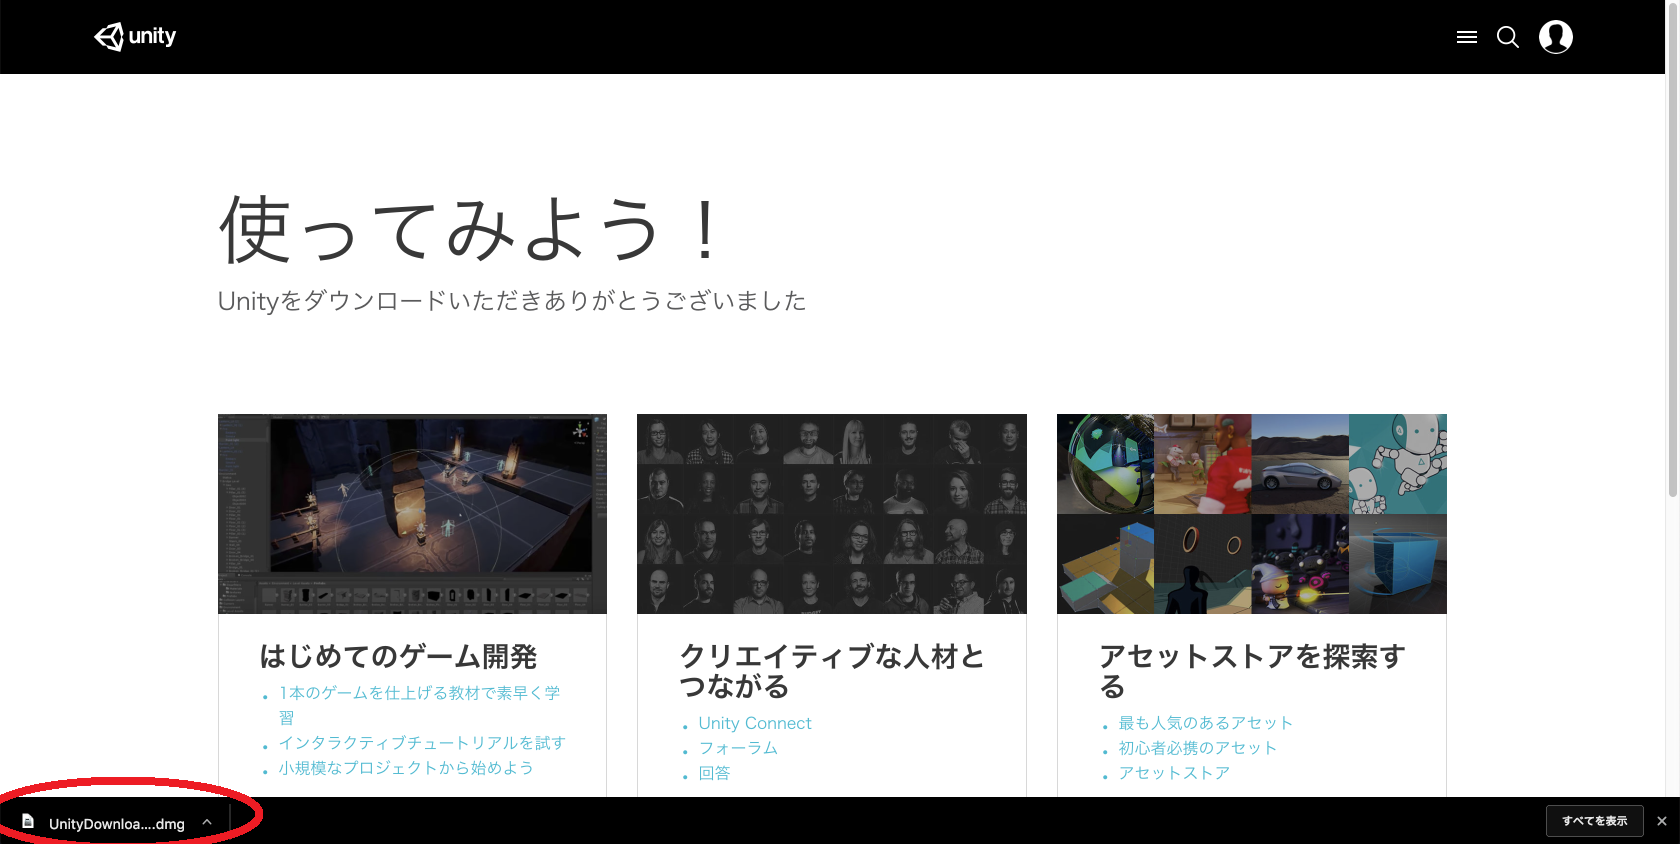 unity
使ってみよう！
Unityをダウンロードいただきありがとうございました
はじめてのゲーム開発
1本のゲームを仕上げる教材で素早く学
習
インタラクティブチュートリアルを試す
小規模なプロジェクトから始めよう
クリエイティブな人材と
つながる
Unity Connect
フォーラム
回答
アセットストアを探索す
る
最も人気のあるアセット
初心者必携のアセット
アセットストア
UnityDownloa....dmg
すべてを表示